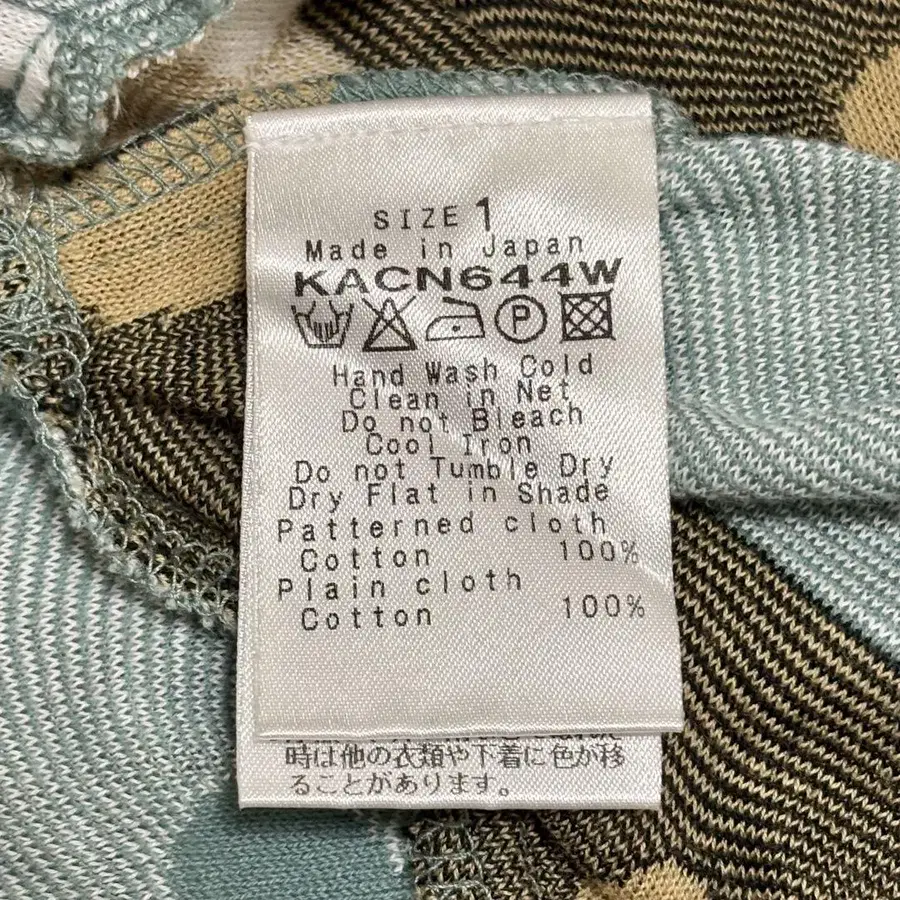 SIZE 1
Made in Japan
KACN644W
P
Hand Wash Cold
Clean in Net
Do not Bleach
Cool Iron
Do not Tumble Dry
Dry Flat in Shade
Patterned cloth
Cotton 100%
Plain cloth
Cotton 100%
時は他の衣類や下着に色が移
ることがあります。